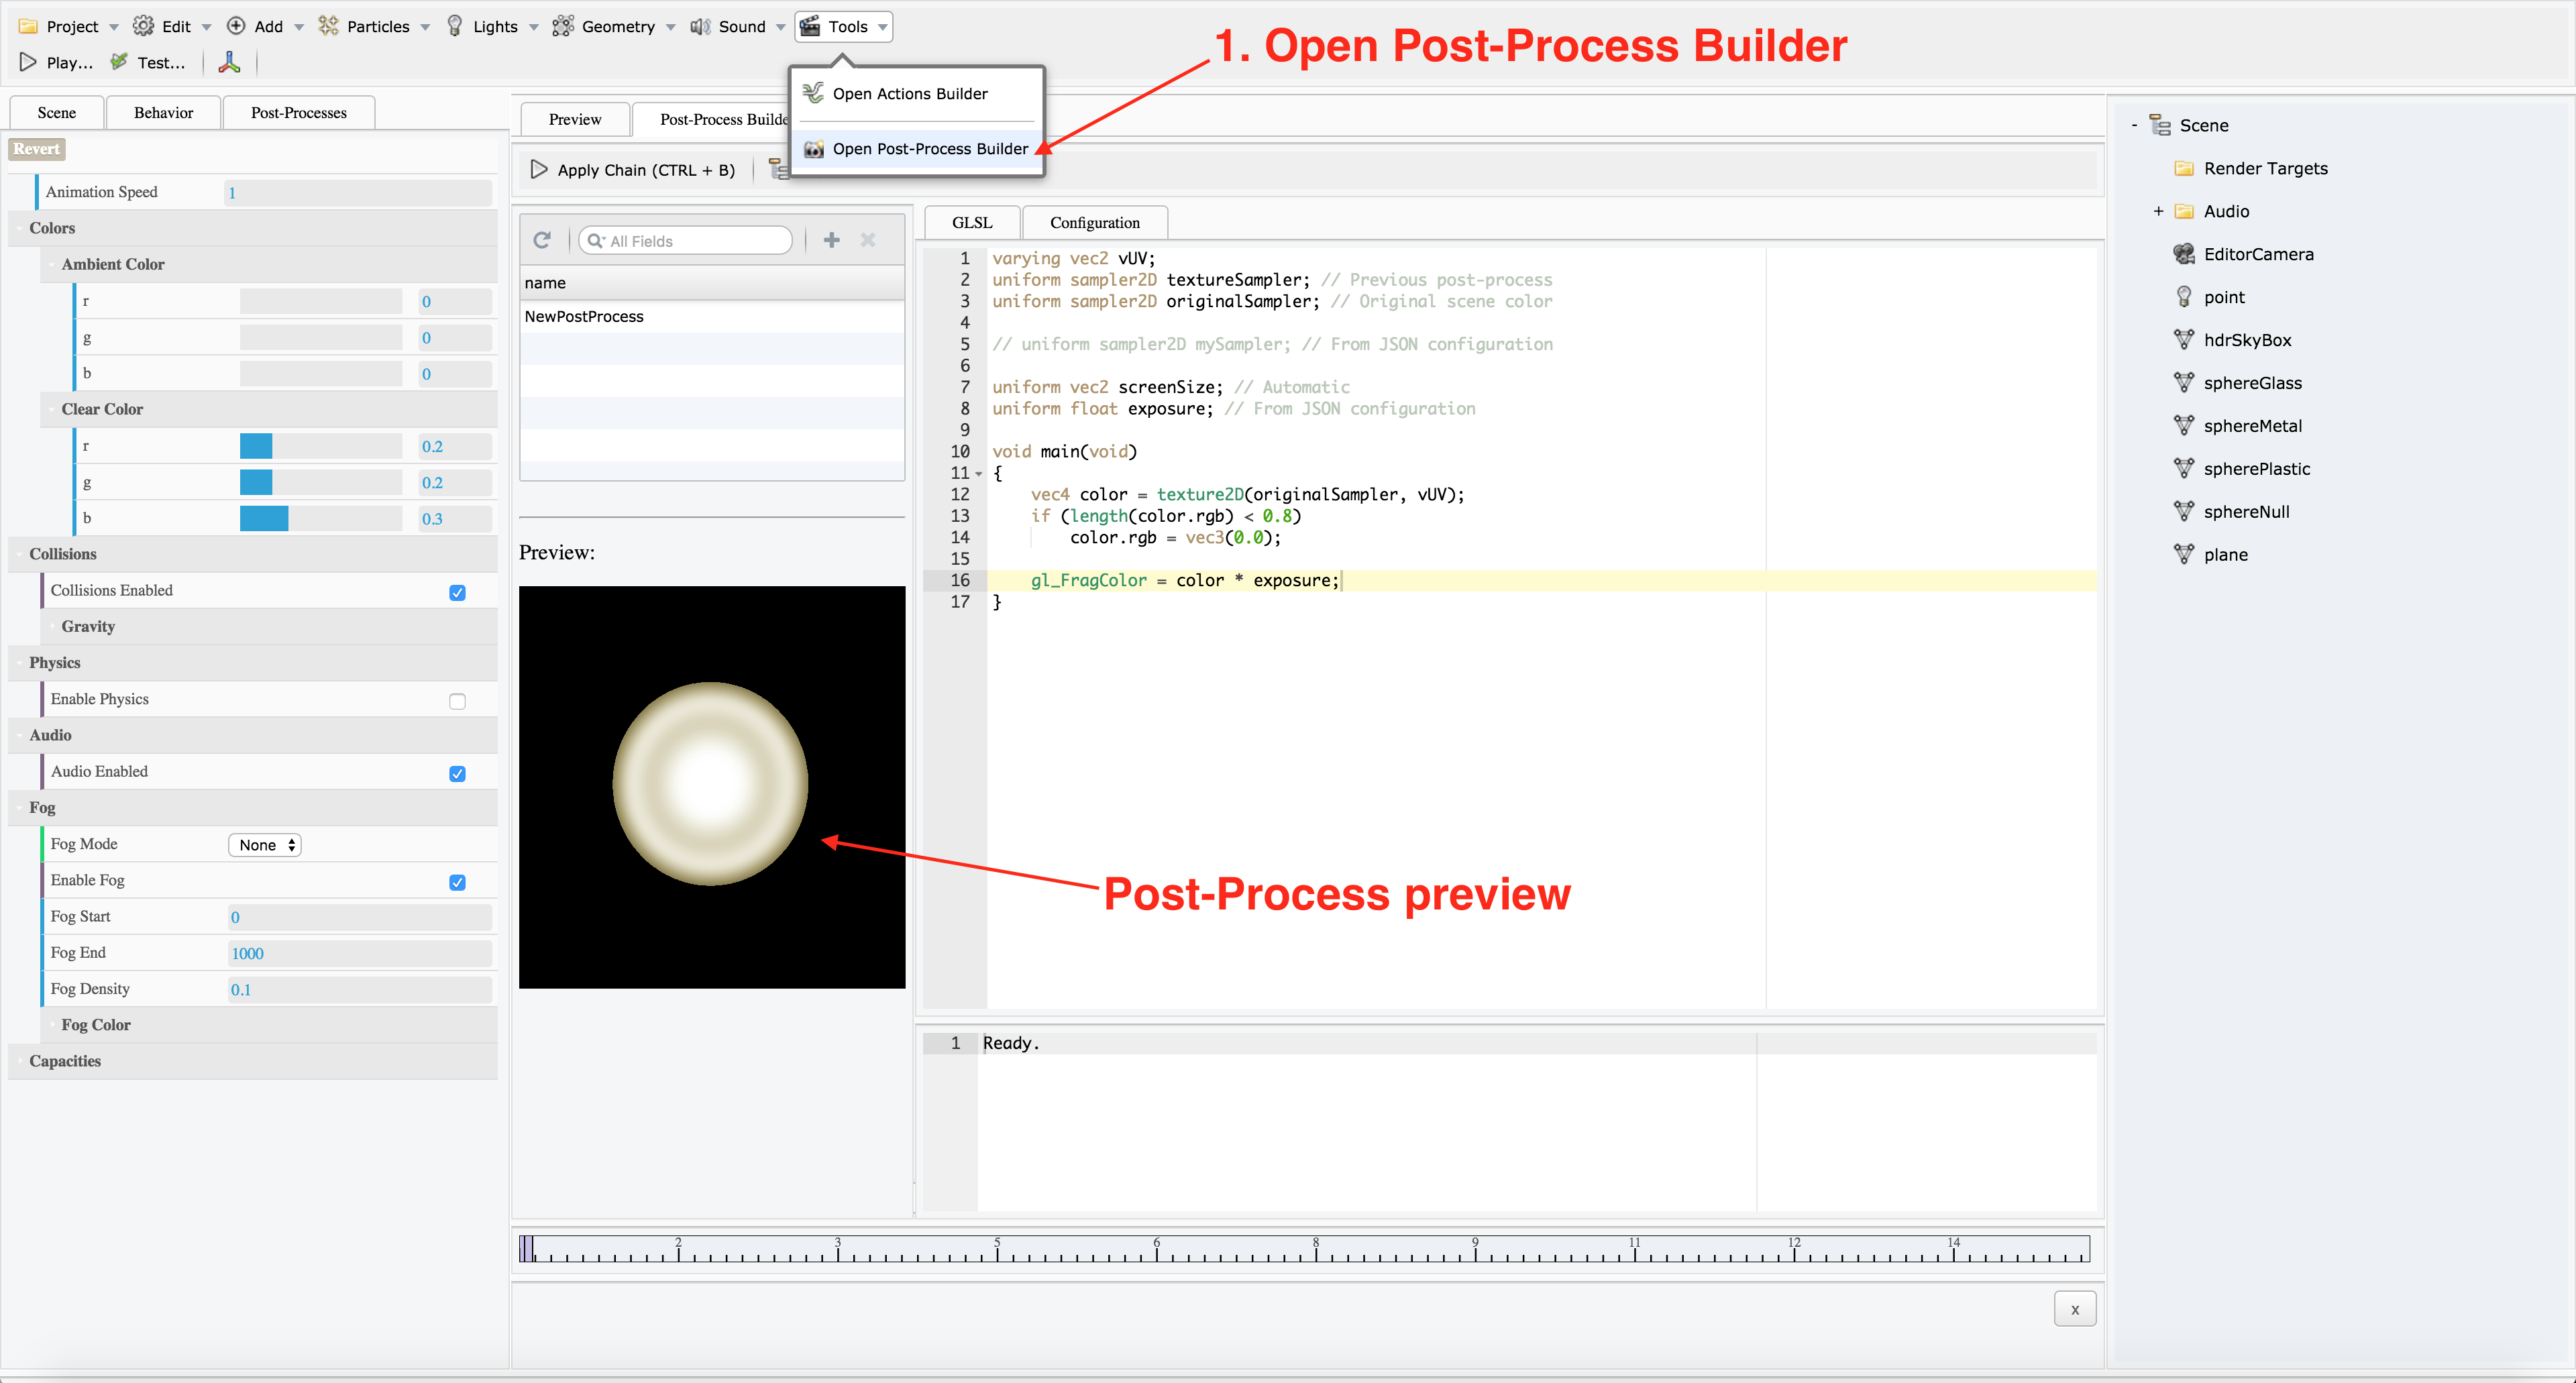 Project Edit Add Particles Lights Geometry Sound Tools
Play... Test...
1. Open Post-Process Builder
Open Actions Builder
Open Post-Process Builder
Scene Behavior Post-Processes
Revert
Animation Speed 1
Colors
Ambient Color
r 0
g 0
b 0
Clear Color
r 0.2
g 0.2
b 0.3
Collisions
Collisions Enabled
Gravity
Physics
Enable Physics
Audio
Audio Enabled
Fog
Fog Mode None
Enable Fog
Fog Start 0
Fog End 1000
Fog Density 0.1
Fog Color
Capacities
Preview Post-Process Builde
Apply Chain (CTRL + B)
All Fields
name
NewPostProcess
Preview:
Post-Process preview
GLSL Configuration
1 varying vec2 vUV;
2 uniform sampler2D textureSampler; // Previous post-process
3 uniform sampler2D originalSampler; // Original scene color
4
5 // uniform sampler2D mySampler; // From JSON configuration
6
7 uniform vec2 screenSize; // Automatic
8 uniform float exposure; // From JSON configuration
9
10 void main(void)
11 {
12 vec4 color = texture2D(originalSampler, vUV);
13 if (length(color.rgb) < 0.8)
14 color.rgb = vec3(0.0);
15
16 gl_FragColor = color * exposure;
17 }
1 Ready.
2 3 5 6 8 9 11 12 14
x
- Scene
Render Targets
+ Audio
EditorCamera
point
hdrSkyBox
sphereGlass
sphereMetal
spherePlastic
sphereNull
plane